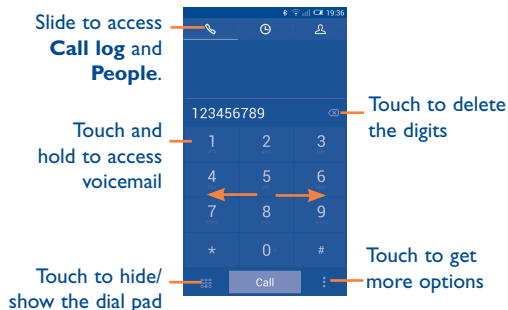 Slide to access
Call log and
People.
19:36
123456789
Touch to delete
the digits
Touch and
hold to access
voicemail
1 2 3
4 5 6
7 8 9
* 0 #
Call
Touch to get
more options
Touch to hide/
show the dial pad